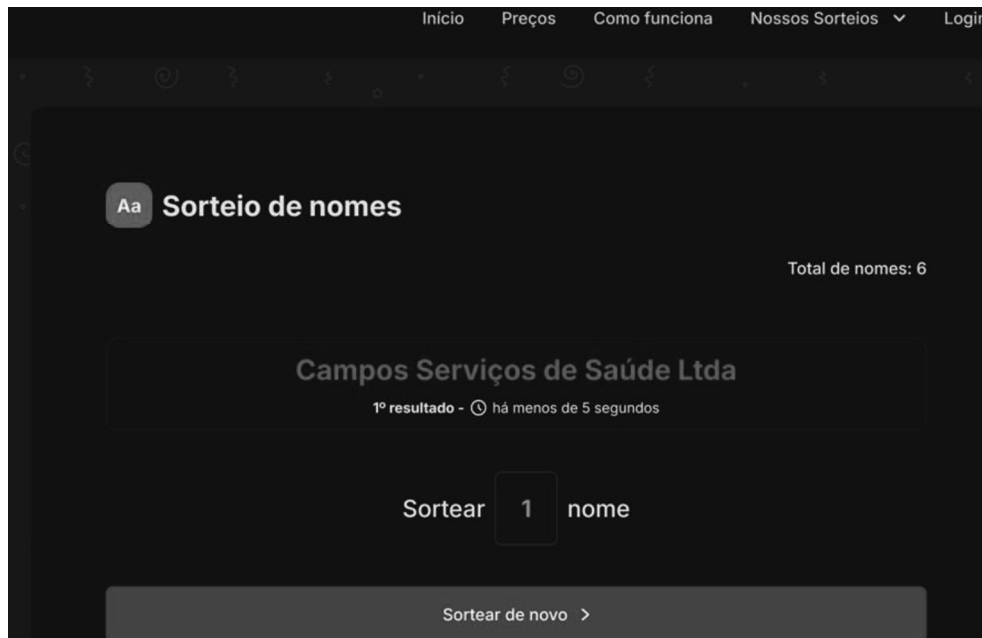 Início Preços Como funciona Nossos Sorteios Login
Aa Sorteio de nomes
Total de nomes: 6
Campos Serviços de Saúde Ltda
1º resultado - há menos de 5 segundos
Sortear 1 nome
Sortear de novo